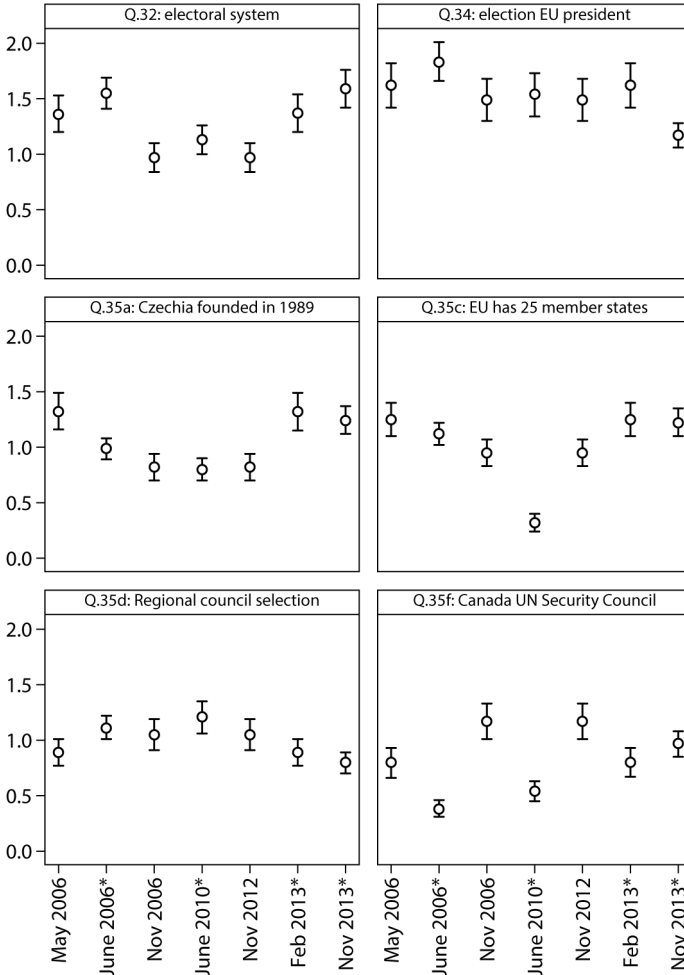 Q.32: electoral system
Q.34: election EU president
2.0
1.5
1.0
0.5
0.0
Q.35a: Czechia founded in 1989
Q.35c: EU has 25 member states
2.0
1.5
1.0
0.5
0.0
Q.35d: Regional council selection
Q.35f: Canada UN Security Council
2.0
1.5
1.0
0.5
0.0
May 2006
June 2006*
Nov 2006
June 2010*
Nov 2012
Feb 2013*
Nov 2013*
May 2006
June 2006*
Nov 2006
June 2010*
Nov 2012
Feb 2013*
Nov 2013*